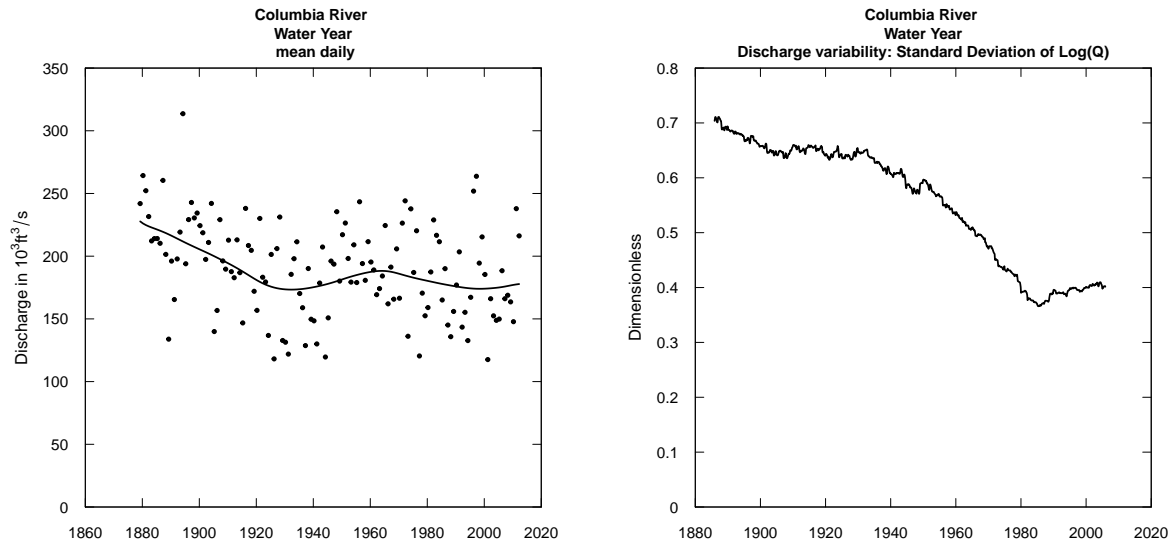 Columbia River
Water Year
mean daily
Discharge in 10³ft³/s
350
300
250
200
150
100
50
0
1860 1880 1900 1920 1940 1960 1980 2000 2020
Columbia River
Water Year
Discharge variability: Standard Deviation of Log(Q)
Dimensionless
0.8
0.7
0.6
0.5
0.4
0.3
0.2
0.1
0
1880 1900 1920 1940 1960 1980 2000 2020